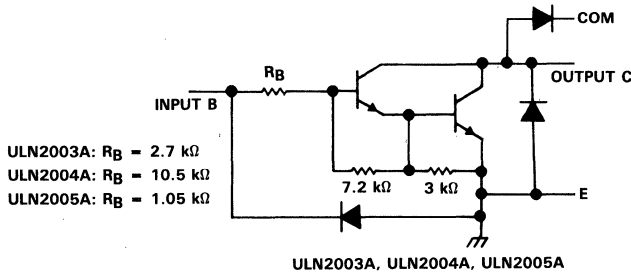 COM
RB
OUTPUT C
INPUT B
ULN2003A: RB = 2.7 kΩ
ULN2004A: RB = 10.5 kΩ
ULN2005A: RB = 1.05 kΩ
7.2 kΩ
3 kΩ
E
ULN2003A, ULN2004A, ULN2005A